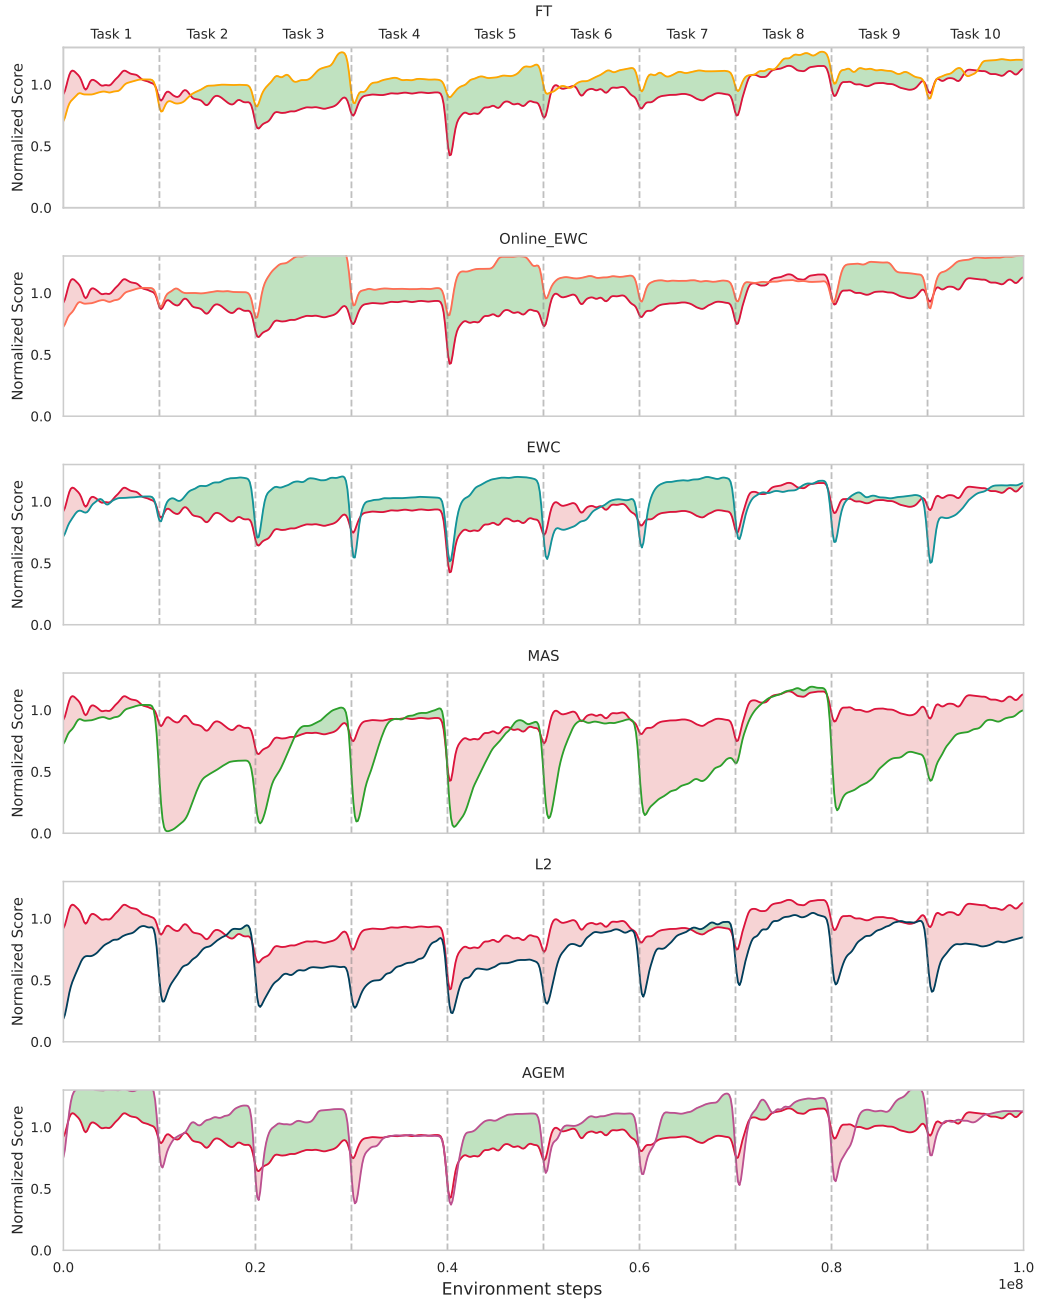 FT
Task 1 Task 2 Task 3 Task 4 Task 5 Task 6 Task 7 Task 8 Task 9 Task 10
Normalized Score
1.0
0.5
0.0
Online_EWC
Normalized Score
1.0
0.5
0.0
EWC
Normalized Score
1.0
0.5
0.0
MAS
Normalized Score
1.0
0.5
0.0
L2
Normalized Score
1.0
0.5
0.0
AGEM
Normalized Score
1.0
0.5
0.0
0.0 0.2 0.4 0.6 0.8 1.0
Environment steps
1e8